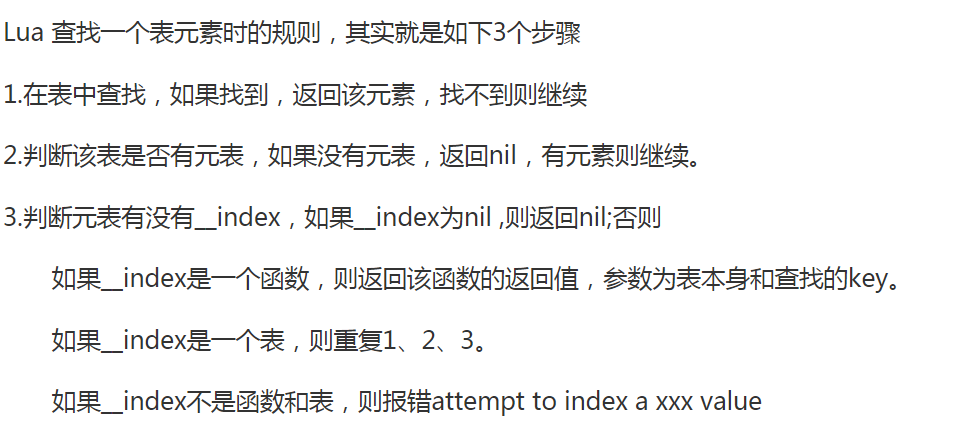 Lua 查找一个表元素时的规则，其实就是如下3个步骤
1.在表中查找，如果找到，返回该元素，找不到则继续
2.判断该表是否有元表，如果没有元表，返回nil，有元素则继续。
3.判断元表有没有__index，如果__index为nil ,则返回nil;否则
如果__index是一个函数，则返回该函数的返回值，参数为表本身和查找的key。
如果__index是一个表，则重复1、2、3。
如果__index不是函数和表，则报错attempt to index a xxx value